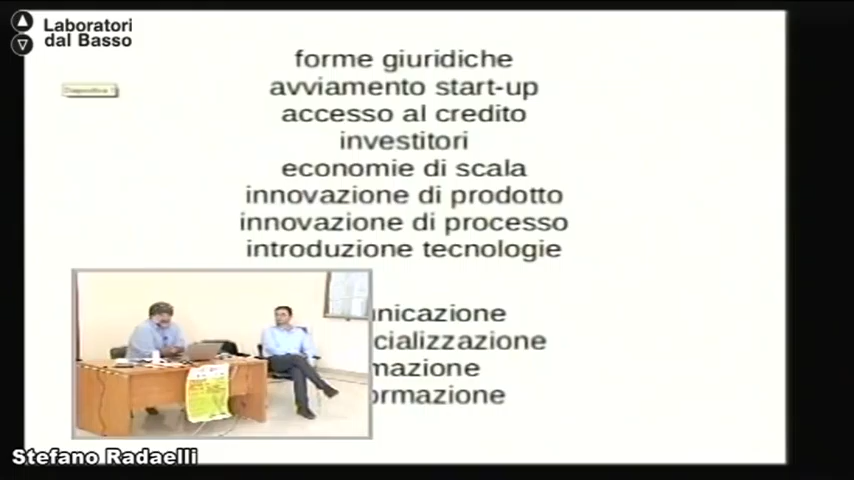 Laboratori
dal Basso
forme giuridiche
avviamento start-up
accesso al credito
investitori
economie di scala
innovazione di prodotto
innovazione di processo
introduzione tecnologie
nicazione
cializzazione
mazione
ormazione
Stefano Radaelli